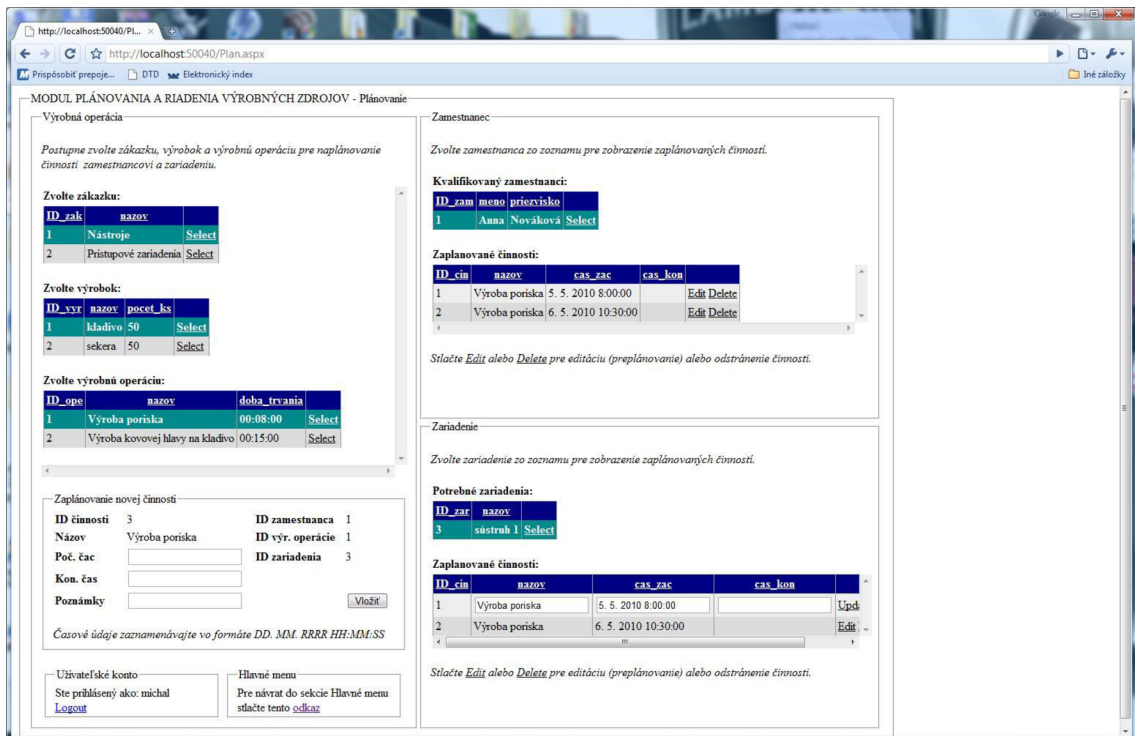 Google
http://localhost:50040/Pl...
http://localhost:50040/Plan.aspx
Prispôsobiť prepoje... DTD Elektronický index Iné záložky
MODUL PLÁNOVANIA A RIADENIA VÝROBNÝCH ZDROJOV - Plánovanie
Výrobná operácia
Postupne zvolte zákazku, výrobok a výrobnú operáciu pre naplánovanie
činnosti zamestnancovi a zariadeniu.
Zvolte zákazku:
ID_zak nazov
1 Nástroje Select
2 Prístupové zariadenia Select
Zvolte výrobok:
ID_vyr nazov pocet_ks
1 kladivo 50 Select
2 sekera 50 Select
Zvolte výrobnú operáciu:
ID_ope nazov doba_trvania
1 Výroba poriska 00:08:00 Select
2 Výroba kovovej hlavy na kladivo 00:15:00 Select
Zaplánovanie novej činnosti
ID činnosti 3 ID zamestnanca 1
Názov Výroba poriska ID výr. operácie 1
Poč. čac ID zariadenia 3
Kon. čas
Poznámky Vložiť
Časové údaje zaznamenávajte vo formáte DD. MM. RRRR HH:MM:SS
Užívateľské konto
Ste prihlásený ako: michal
Logout
Hlavné menu
Pre návrat do sekcie Hlavné menu
stlačte tento odkaz
Zamestnanec
Zvolte zamestnanca zo zoznamu pre zobrazenie zaplánovaných činností.
Kvalifikovaný zamestnanci:
ID_zam meno priezvisko
1 Anna Nováková Select
Zaplanované činnosti:
ID_cin nazov cas_zac cas_kon
1 Výroba poriska 5. 5. 2010 8:00:00 Edit Delete
2 Výroba poriska 6. 5. 2010 10:30:00 Edit Delete
Stlačte Edit alebo Delete pre editáciu (preplánovanie) alebo odstránenie činnosti.
Zariadenie
Zvolte zariadenie zo zoznamu pre zobrazenie zaplánovaných činností.
Potrebné zariadenia:
ID_zar nazov
3 sústruh 1 Select
Zaplanované činnosti:
ID_cin nazov cas_zac cas_kon
1 Výroba poriska 5. 5. 2010 8:00:00 Upda
2 Výroba poriska 6. 5. 2010 10:30:00 Edit
Stlačte Edit alebo Delete pre editáciu (preplánovanie) alebo odstránenie činnosti.